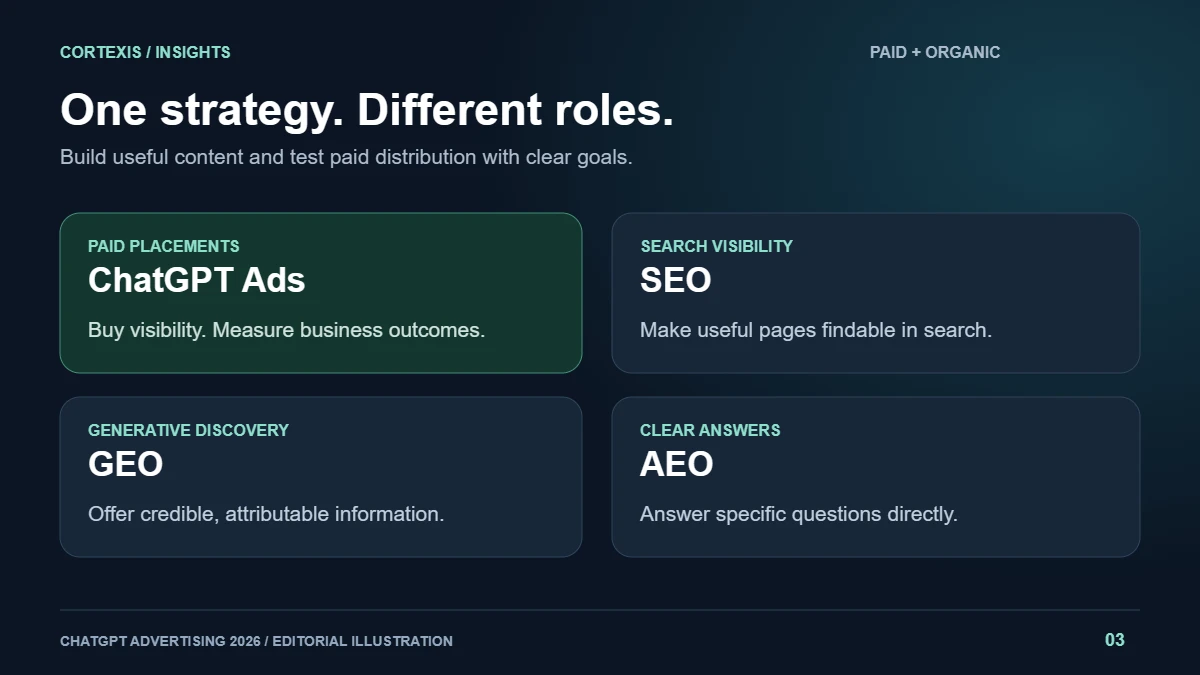 CORTEXIS / INSIGHTS
PAID + ORGANIC
One strategy. Different roles.
Build useful content and test paid distribution with clear goals.
PAID PLACEMENTS
ChatGPT Ads
Buy visibility. Measure business outcomes.
SEARCH VISIBILITY
SEO
Make useful pages findable in search.
GENERATIVE DISCOVERY
GEO
Offer credible, attributable information.
CLEAR ANSWERS
AEO
Answer specific questions directly.
CHATGPT ADVERTISING 2026 / EDITORIAL ILLUSTRATION
03